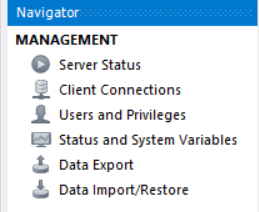 Navigator
MANAGEMENT
Server Status
Client Connections
Users and Privileges
Status and System Variables
Data Export
Data Import/Restore